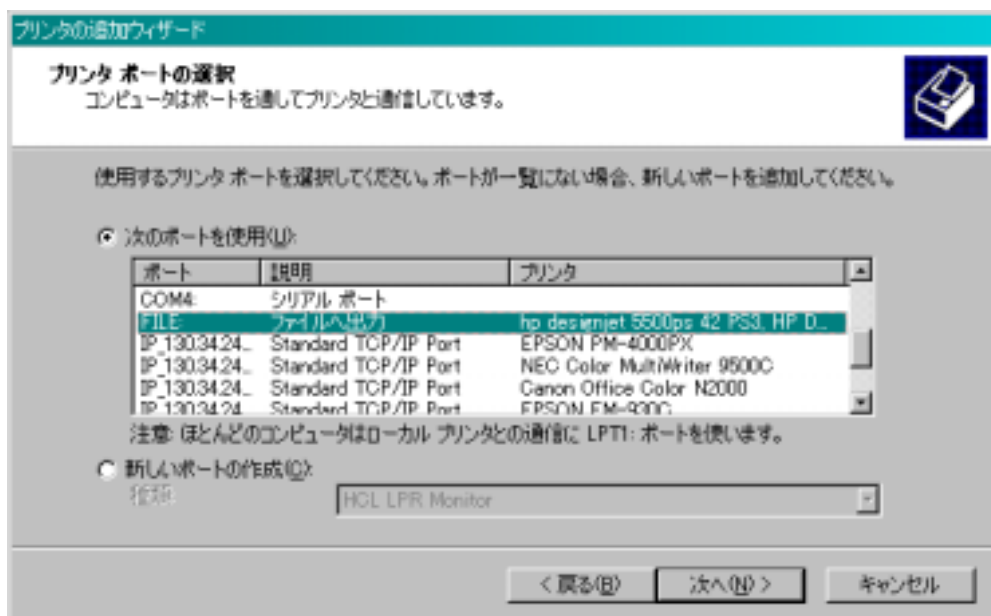 プリンタの追加ウィザード
プリンタ ポートの選択
コンピュータはポートを通してプリンタと通信しています。
使用するプリンタ ポートを選択してください。ポートが一覧にない場合、新しいポートを追加してください。
次のポートを使用(U):
ポート 説明 プリンタ
COM4: シリアル ポート
FILE: ファイルへ出力 hp designjet 5500ps 42 PS3, HP D...
IP_130.34.24... Standard TCP/IP Port EPSON PM-4000PX
IP_130.34.24... Standard TCP/IP Port NEC Color MultiWriter 9500C
IP_130.34.24... Standard TCP/IP Port Canon Office Color N2000
IP_130.34.24... Standard TCP/IP Port EPSON PM-930C
注意: ほとんどのコンピュータはローカル プリンタとの通信に LPT1: ポートを使います。
新しいポートの作成(C):
種類:
HCL LPR Monitor
< 戻る(B) 次へ(N) > キャンセル